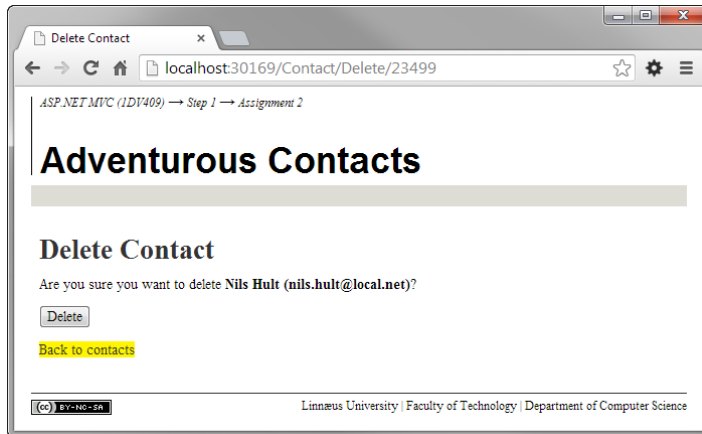 Delete Contact
localhost:30169/Contact/Delete/23499
ASP.NET MVC (1DV409) → Step 1 → Assignment 2
Adventurous Contacts
Delete Contact
Are you sure you want to delete Nils Hult (nils.hult@local.net)?
Delete
Back to contacts
(cc) BY-NC-SA
Linnæus University | Faculty of Technology | Department of Computer Science